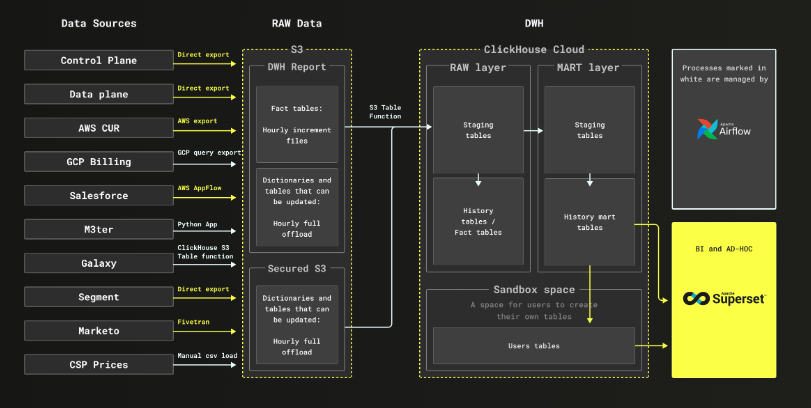 Data Sources
RAW Data
DWH
Control Plane
Direct export
Data plane
Direct export
AWS CUR
AWS export
GCP Billing
GCP query export
Salesforce
AWS AppFlow
M3ter
Python App
Galaxy
ClickHouse S3
Table function
Segment
Direct export
Marketo
Fivetran
CSP Prices
Manual csv load
S3
DWH Report
Fact tables:
Hourly increment
files
Dictionaries and
tables that can
be updated:
Hourly full
offload
Secured S3
Dictionaries and
tables that can
be updated:
Hourly full
offload
S3 Table
Function
ClickHouse Cloud
RAW layer
Staging
tables
History
tables /
Fact tables
MART layer
Staging
tables
History mart
tables
Sandbox space
A space for users to create
their own tables
Users tables
Processes marked in
white are managed by
APACHE
Airflow
BI and AD-HOC
Apache
Superset